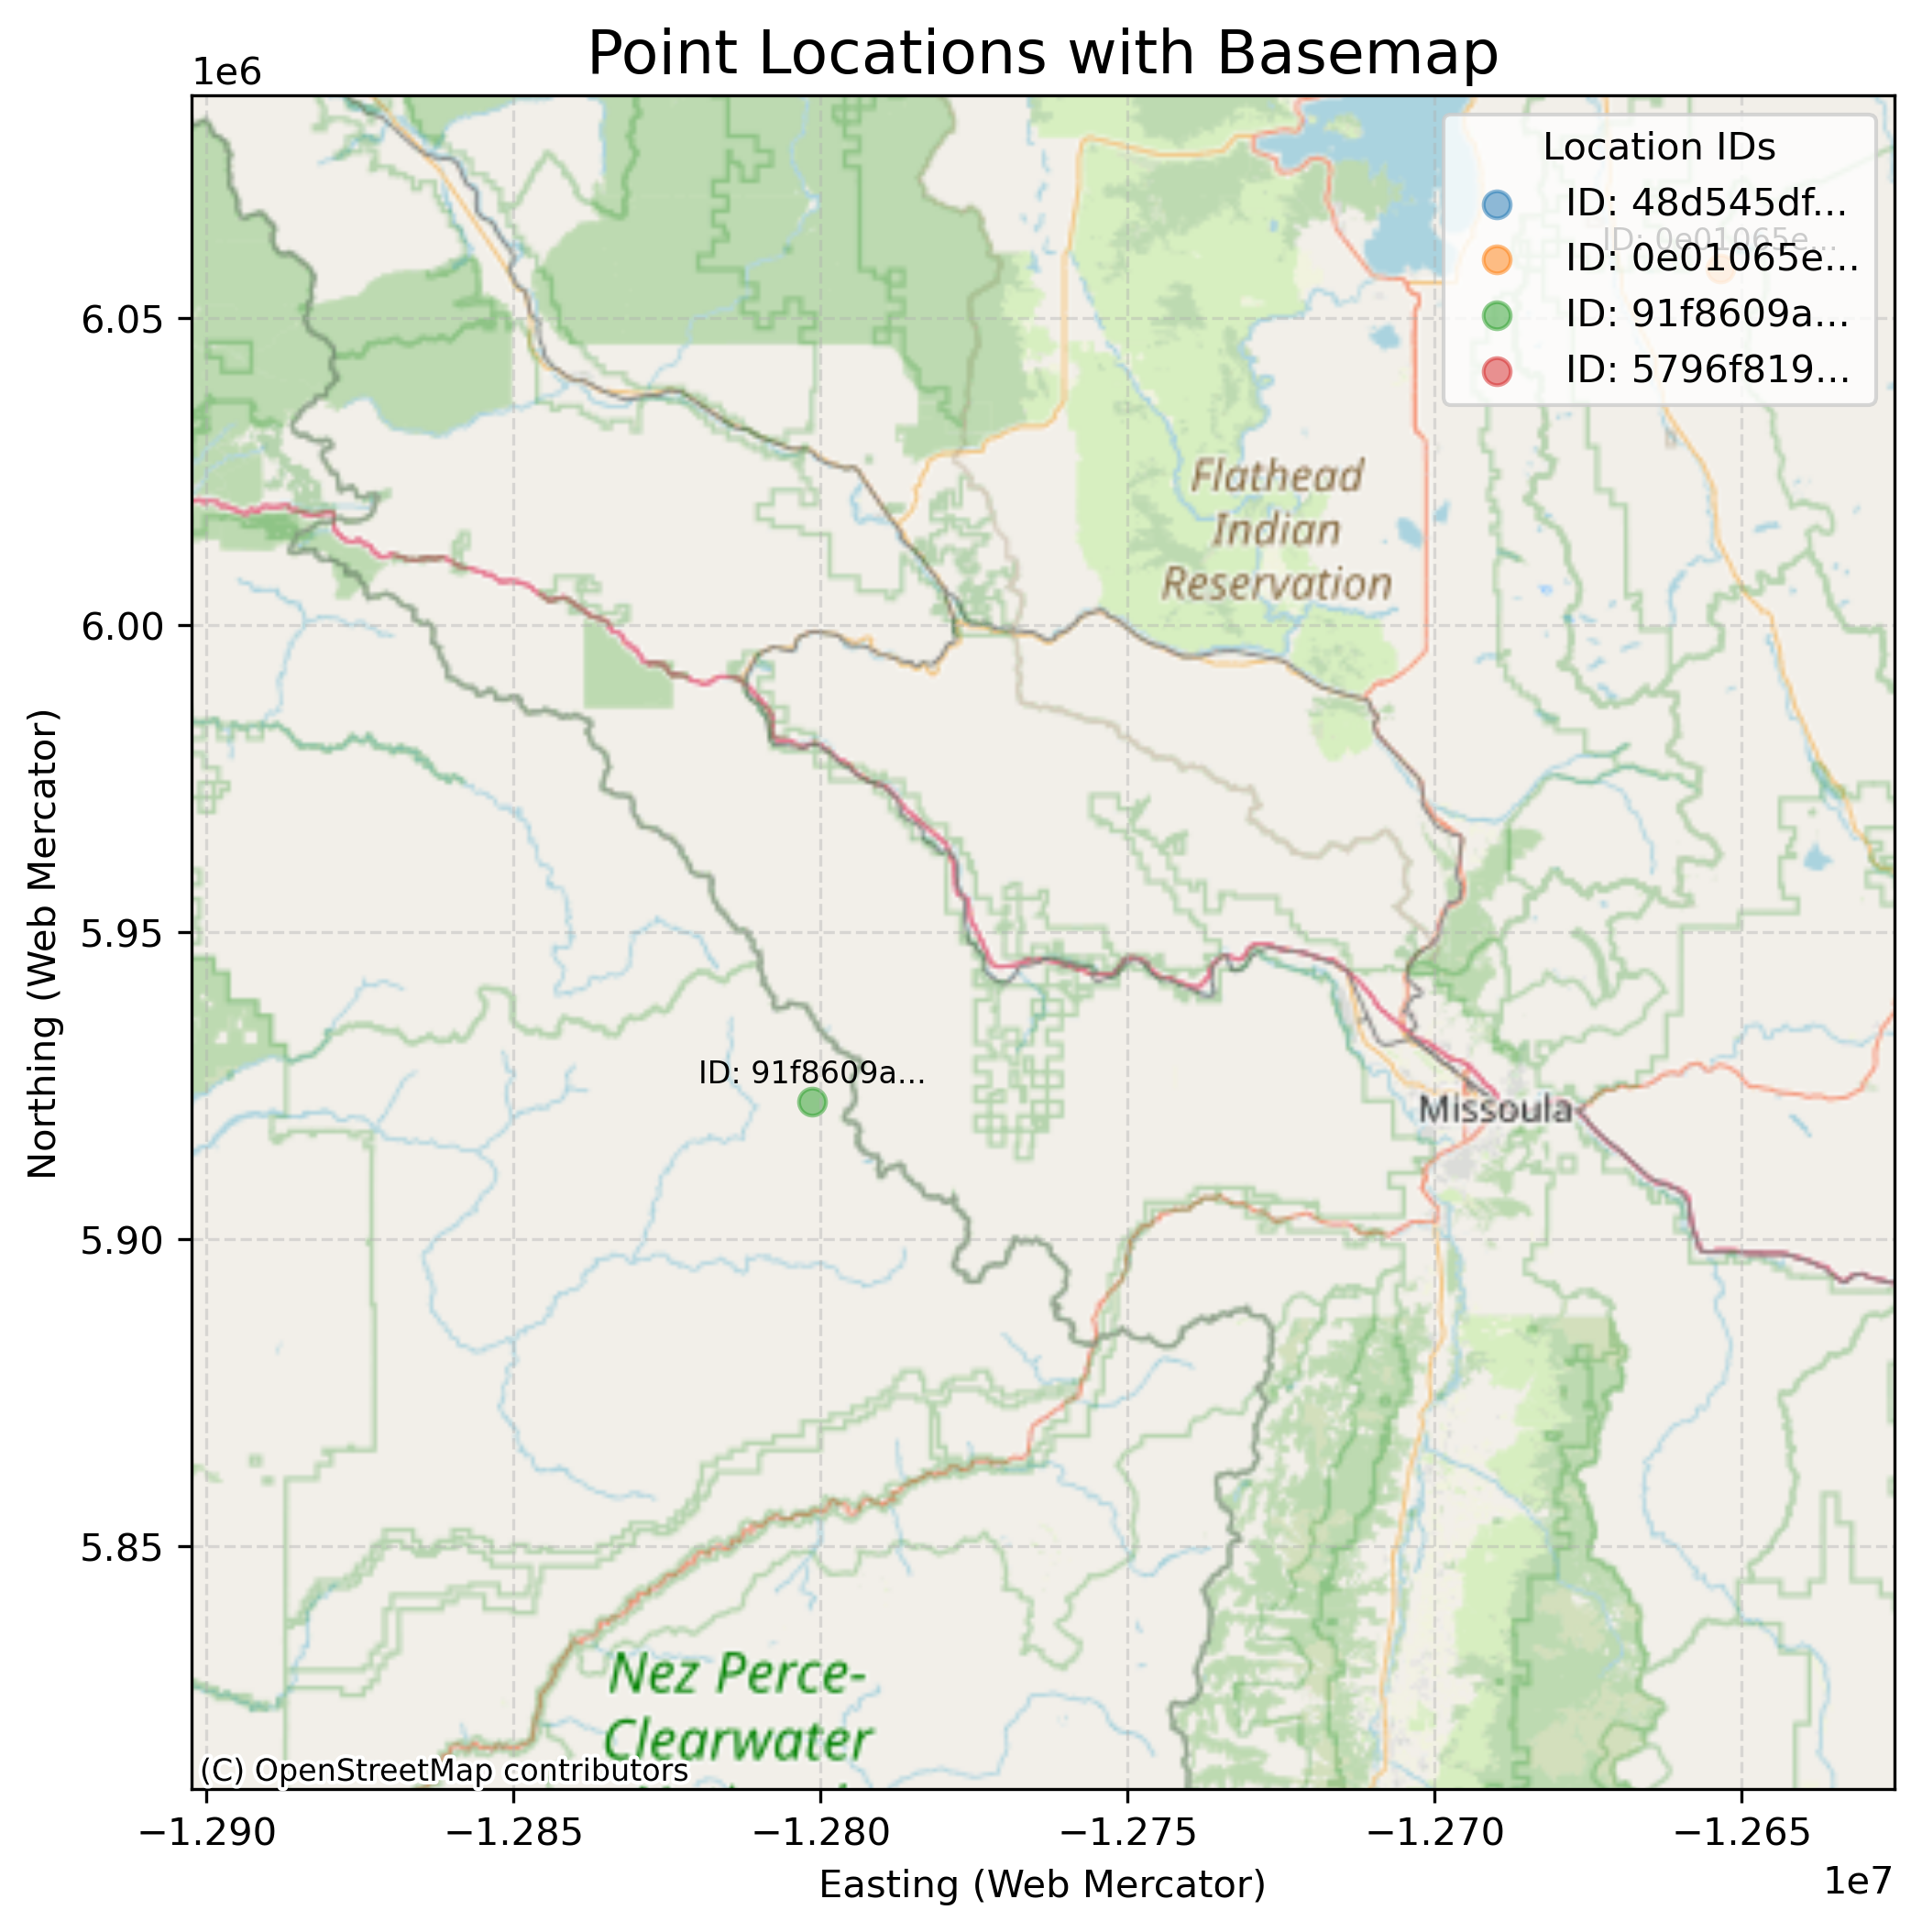 Point Locations with Basemap
1e6
Location IDs
ID: 48d545df...
ID: 0e01065e...
ID: 0e01065e...
ID: 91f8609a...
ID: 5796f819...
6.05
6.00
5.95
5.90
5.85
Northing (Web Mercator)
Flathead
Indian
Reservation
ID: 91f8609a...
Missoula
Nez Perce-
Clearwater
(C) OpenStreetMap contributors
−1.290
−1.285
−1.280
−1.275
−1.270
−1.265
1e7
Easting (Web Mercator)